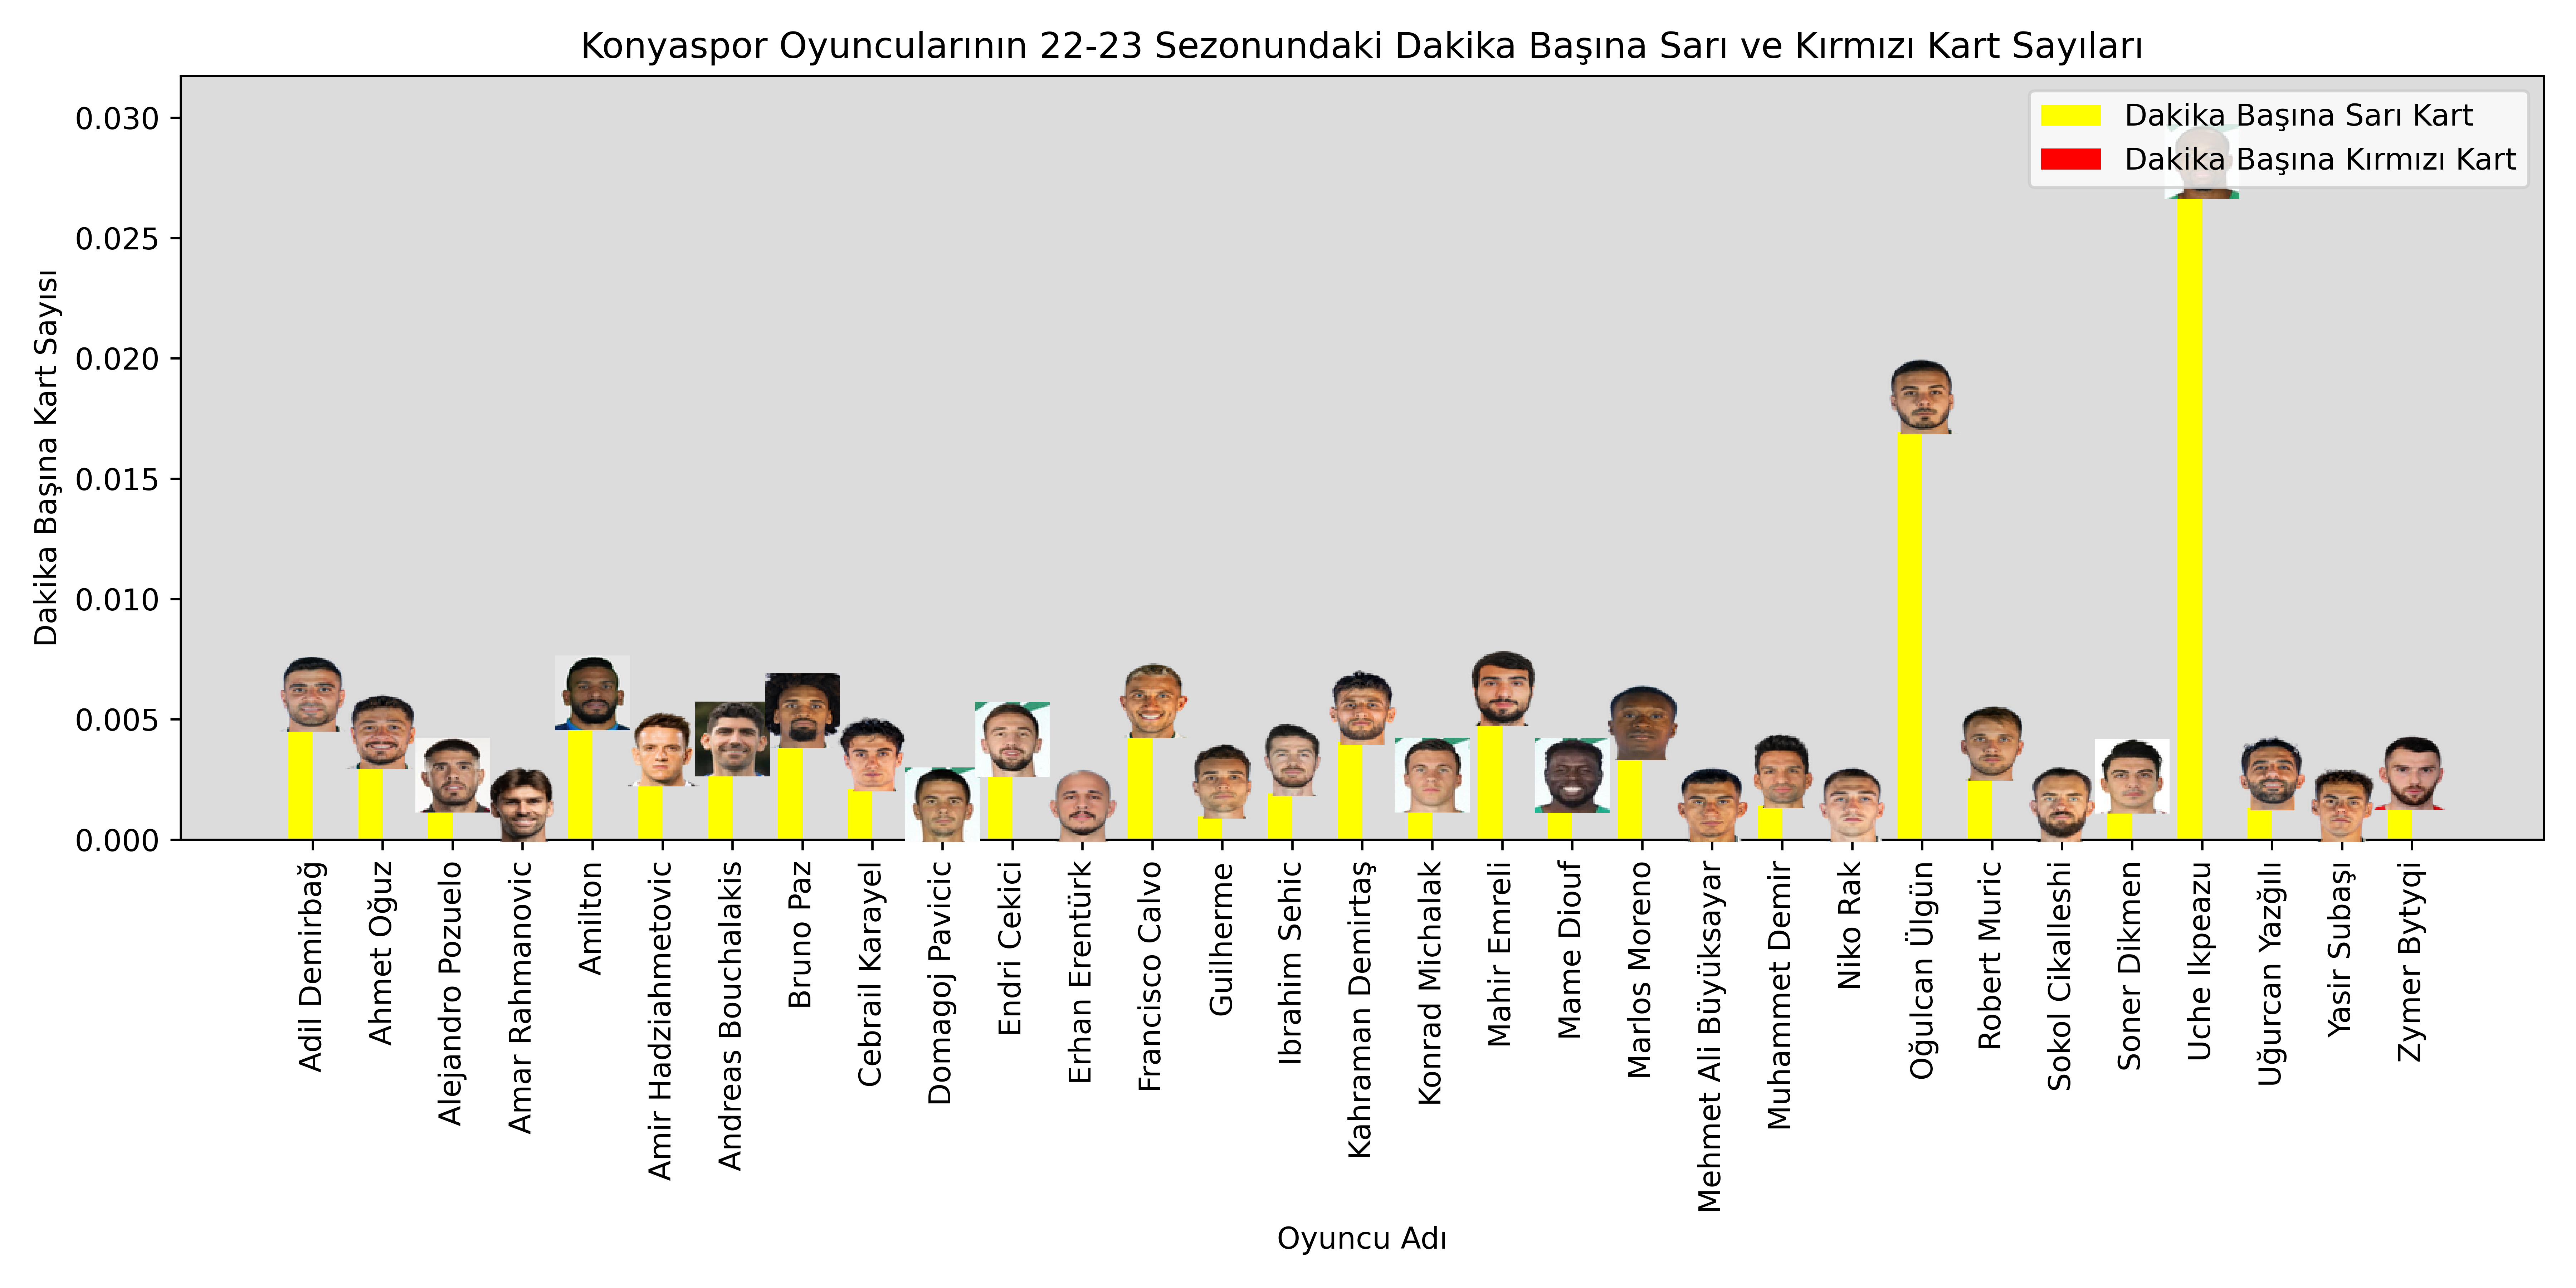 Konyaspor Oyuncularının 22-23 Sezonundaki Dakika Başına Sarı ve Kırmızı Kart Sayıları
Dakika Başına Sarı Kart
Dakika Başına Kırmızı Kart
Dakika Başına Kart Sayısı
0.030
0.025
0.020
0.015
0.010
0.005
0.000
Adil Demirbağ
Ahmet Oğuz
Alejandro Pozuelo
Amar Rahmanovic
Amilton
Amir Hadziahmetovic
Andreas Bouchalakis
Bruno Paz
Cebrail Karayel
Domagoj Pavicic
Endri Cekici
Erhan Erentürk
Francisco Calvo
Guilherme
Ibrahim Sehic
Kahraman Demirtaş
Konrad Michalak
Mahir Emreli
Mame Diouf
Marlos Moreno
Mehmet Ali Büyüksayar
Muhammet Demir
Niko Rak
Oğulcan Ülgün
Robert Muric
Sokol Cikalleshi
Soner Dikmen
Uche Ikpeazu
Uğurcan Yazğılı
Yasir Subaşı
Zymer Bytyqi
Oyuncu Adı